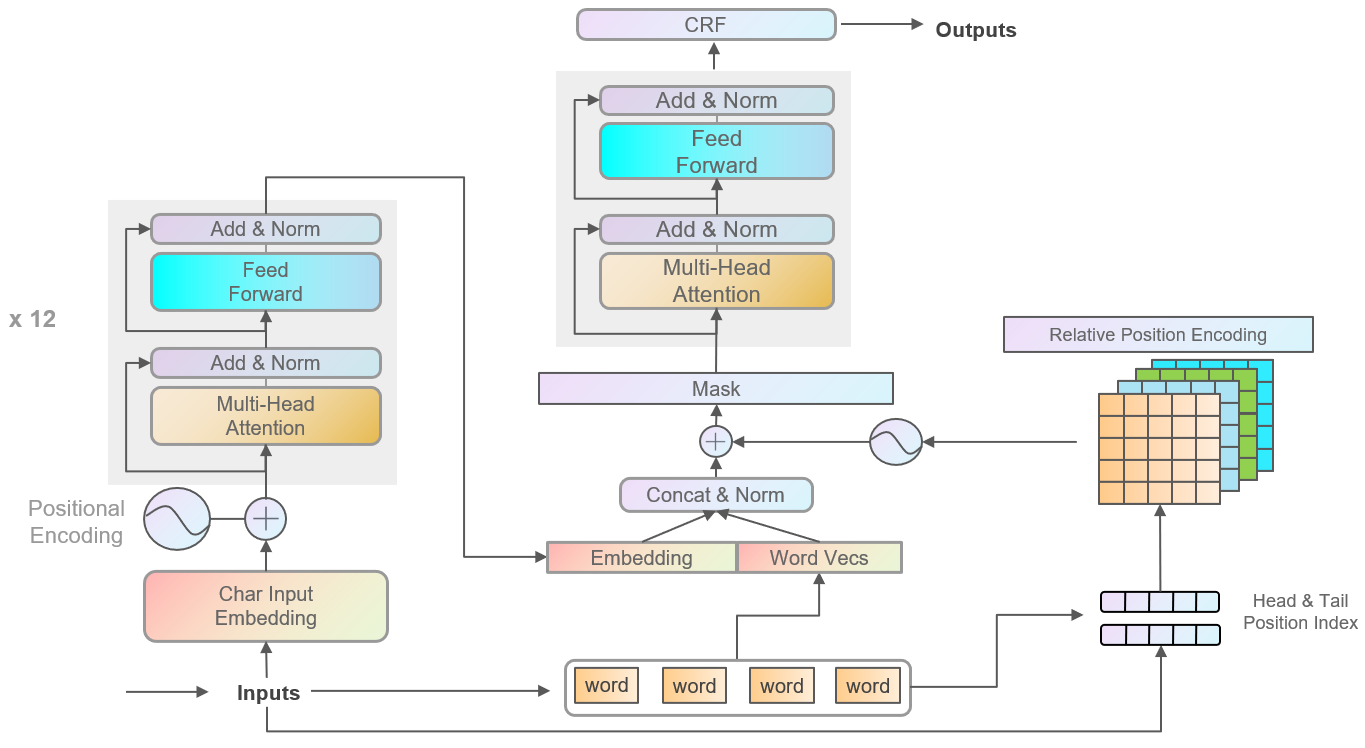 CRF
Outputs
Add & Norm
Feed
Forward
Add & Norm
Multi-Head
Attention
Add & Norm
Feed
Forward
x 12
Add & Norm
Multi-Head
Attention
Relative Position Encoding
Mask
Concat & Norm
Positional
Encoding
Embedding
Word Vecs
Char Input
Embedding
Head & Tail
Position Index
Inputs
word
word
word
word